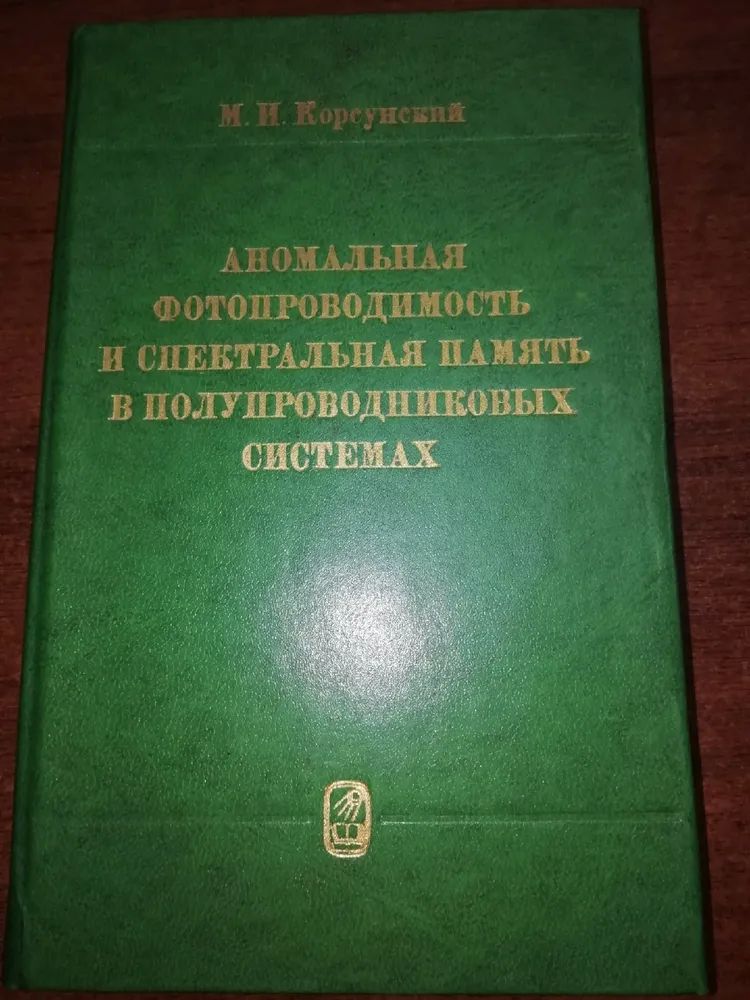 М. И. Корсунский
АНОМАЛЬНАЯ
ФОТОПРОВОДИМОСТЬ
И СПЕКТРАЛЬНАЯ ПАМЯТЬ
В ПОЛУПРОВОДНИКОВЫХ
СИСТЕМАХ